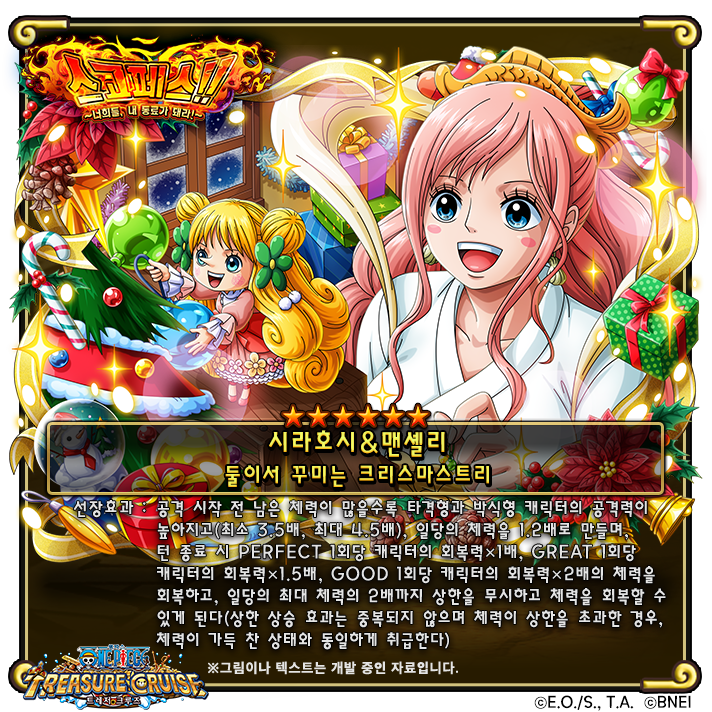 스고페스!!
~너희들, 내 동료가 돼라!~
★★★★★★
시라호시&맨셸리
둘이서 꾸미는 크리스마스트리
선장효과 : 공격 시작 전 남은 체력이 많을수록 타격형과 박식형 캐릭터의 공격력이
높아지고(최소 3.5배, 최대 4.5배), 일당의 체력을 1.2배로 만들며,
턴 종료 시 PERFECT 1회당 캐릭터의 회복력×1배, GREAT 1회당
캐릭터의 회복력×1.5배, GOOD 1회당 캐릭터의 회복력×2배의 체력을
회복하고, 일당의 최대 체력의 2배까지 상한을 무시하고 체력을 회복할 수
있게 된다(상한 상승 효과는 중복되지 않으며 체력이 상한을 초과한 경우,
체력이 가득 찬 상태와 동일하게 취급한다)
※그림이나 텍스트는 개발 중인 자료입니다.
ONE PIECE
TREASURE CRUISE
트레저 크루즈
©E.O./S., T.A. ©BNEI